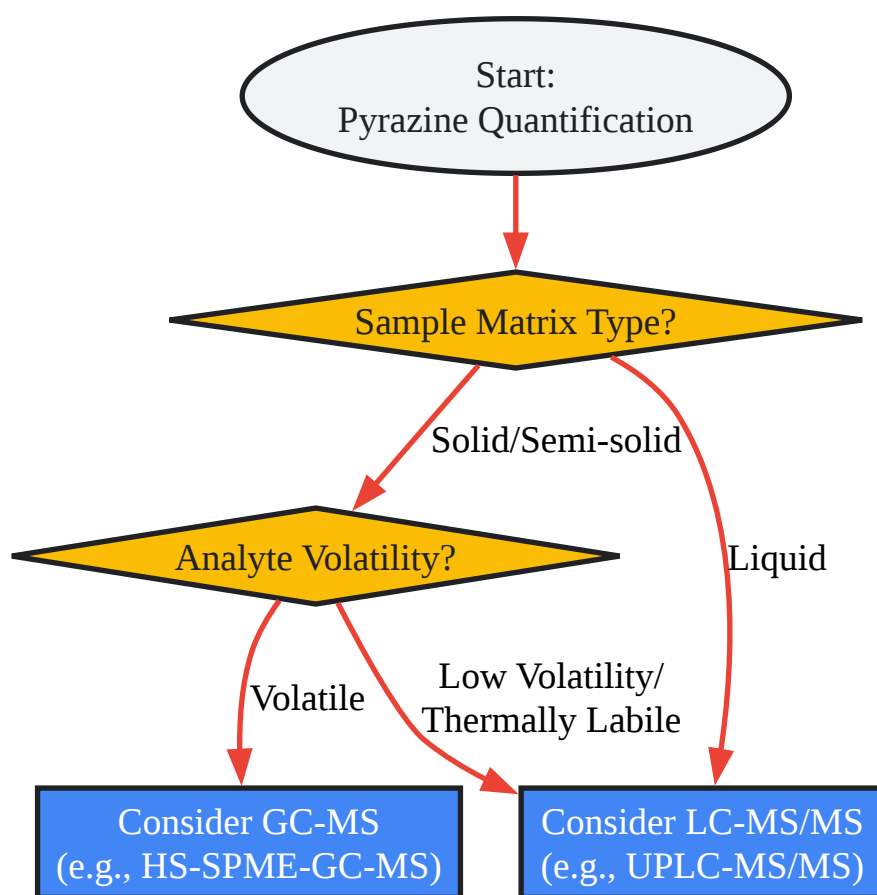 Start:
Pyrazine Quantification
Sample Matrix Type?
Solid/Semi-solid
Analyte Volatility?
Liquid
Volatile
Low Volatility/
Thermally Labile
Consider GC-MS
(e.g., HS-SPME-GC-MS)
Consider LC-MS/MS
(e.g., UPLC-MS/MS)